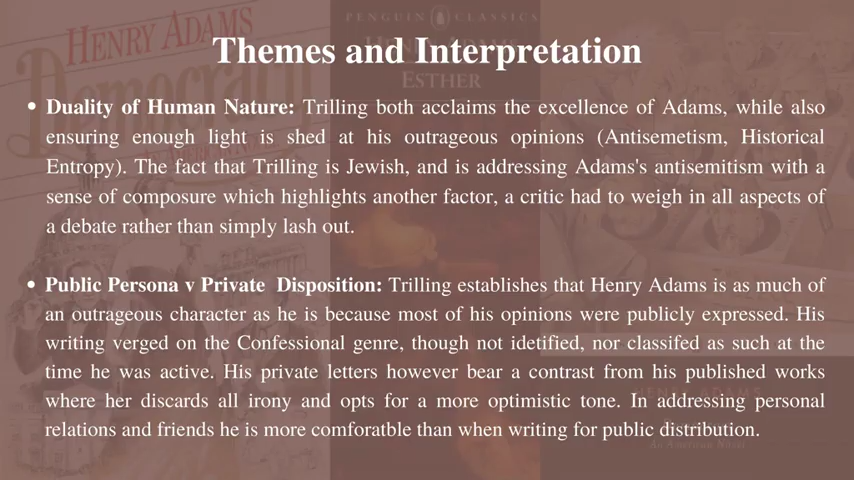 PENGUIN CLASSICS
HENRY ADAMS
Democracy
ESTHER
Themes and Interpretation
• Duality of Human Nature: Trilling both acclaims the excellence of Adams, while also
ensuring enough light is shed at his outrageous opinions (Antisemetism, Historical
Entropy). The fact that Trilling is Jewish, and is addressing Adams's antisemitism with a
sense of composure which highlights another factor, a critic had to weigh in all aspects of
a debate rather than simply lash out.
• Public Persona v Private Disposition: Trilling establishes that Henry Adams is as much of
an outrageous character as he is because most of his opinions were publicly expressed. His
writing verged on the Confessional genre, though not idetified, nor classifed as such at the
time he was active. His private letters however bear a contrast from his published works
where her discards all irony and opts for a more optimistic tone. In addressing personal
relations and friends he is more comforatble than when writing for public distribution.